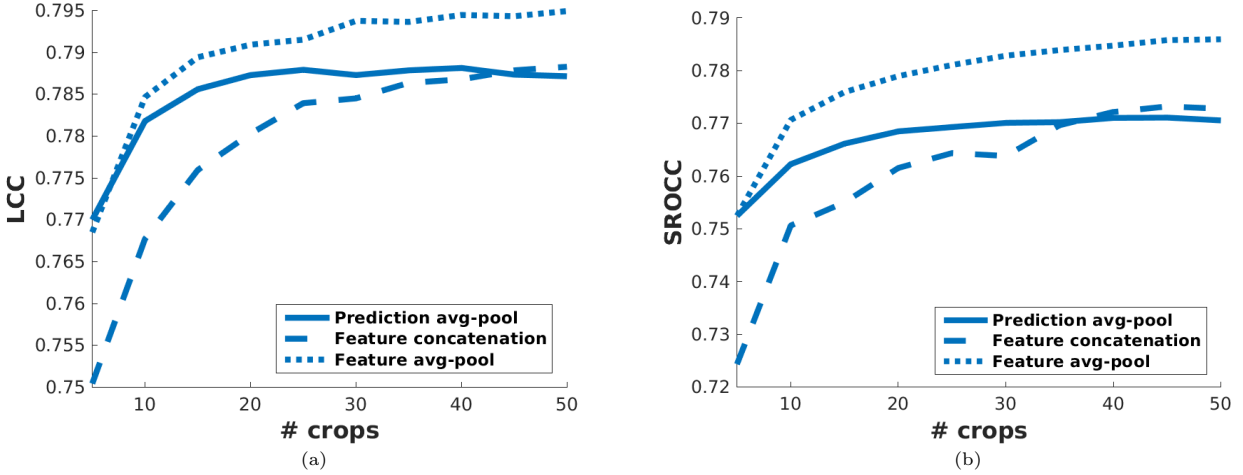 0.795
0.79
0.785
0.78
0.775
0.77
0.765
0.76
0.755
0.75
LCC
10
20
30
40
50
# crops
Prediction avg-pool
Feature concatenation
Feature avg-pool
(a)
0.79
0.78
0.77
0.76
0.75
0.74
0.73
0.72
SROCC
10
20
30
40
50
# crops
Prediction avg-pool
Feature concatenation
Feature avg-pool
(b)